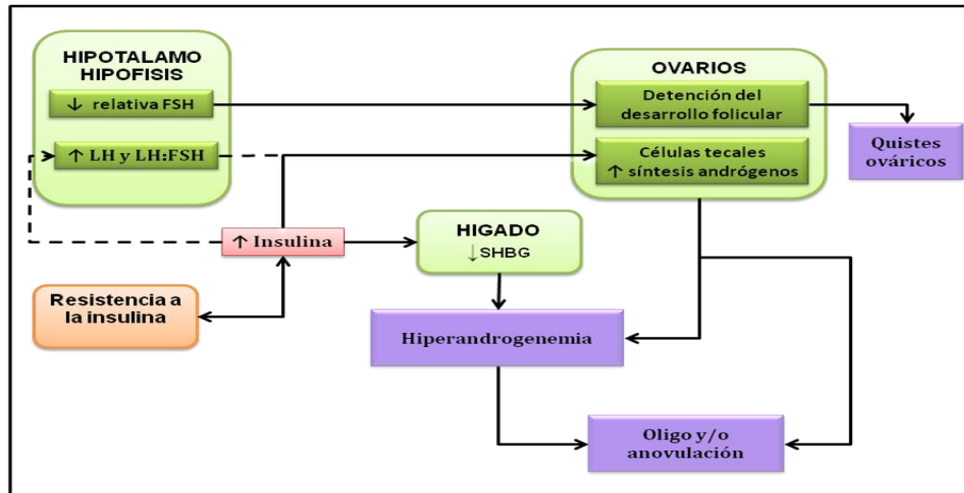 HIPOTALAMO
HIPOFISIS
↓ relativa FSH
↑ LH y LH:FSH
OVARIOS
Detención del
desarrollo folicular
Células tecales
↑ síntesis andrógenos
Quistes
ováricos
↑ Insulina
HIGADO
↓SHBG
Resistencia a
la insulina
Hiperandrogenemia
Oligo y/o
anovulación